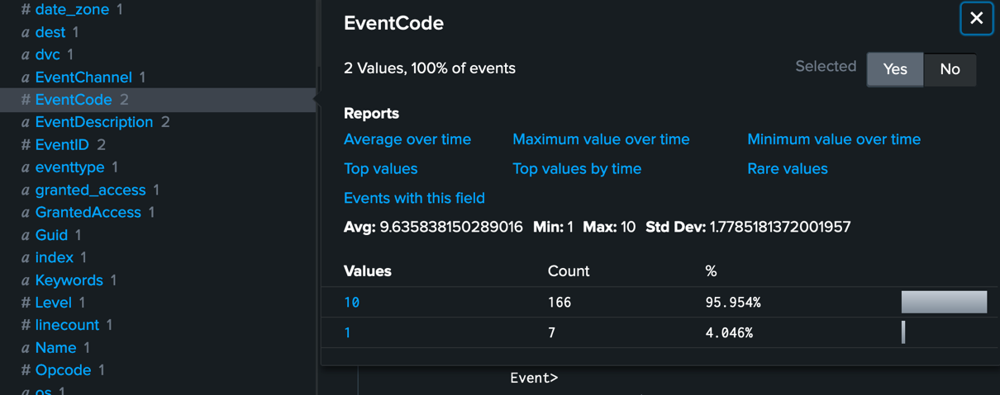 # date_zone 1
a dest 1
a dvc 1
a EventChannel 1
# EventCode 2
a EventDescription 2
# EventID 2
a eventtype 1
a granted_access 1
a GrantedAccess 1
a Guid 1
a index 1
a Keywords 1
# Level 1
# linecount 1
a Name 1
# Opcode 1
a os 1
EventCode
2 Values, 100% of events
Selected Yes No
Reports
Average over time Maximum value over time Minimum value over time
Top values Top values by time Rare values
Events with this field
Avg: 9.635838150289016 Min: 1 Max: 10 Std Dev: 1.7785181372001957
Values Count %
10 166 95.954%
1 7 4.046%
Event>